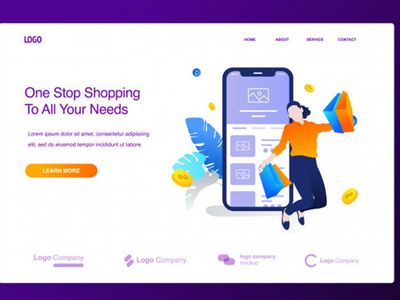 LOGO
HOME ABOUT SERVICE CONTACT
One Stop Shopping
To All Your Needs
Lorem ipsum dolor sit amet, consectetur adipiscing
elit, sed do eiusmod tempor incididunt ut labore.
LEARN MORE
Logo Company
Logo Company
logo company
mockup
Logo Company